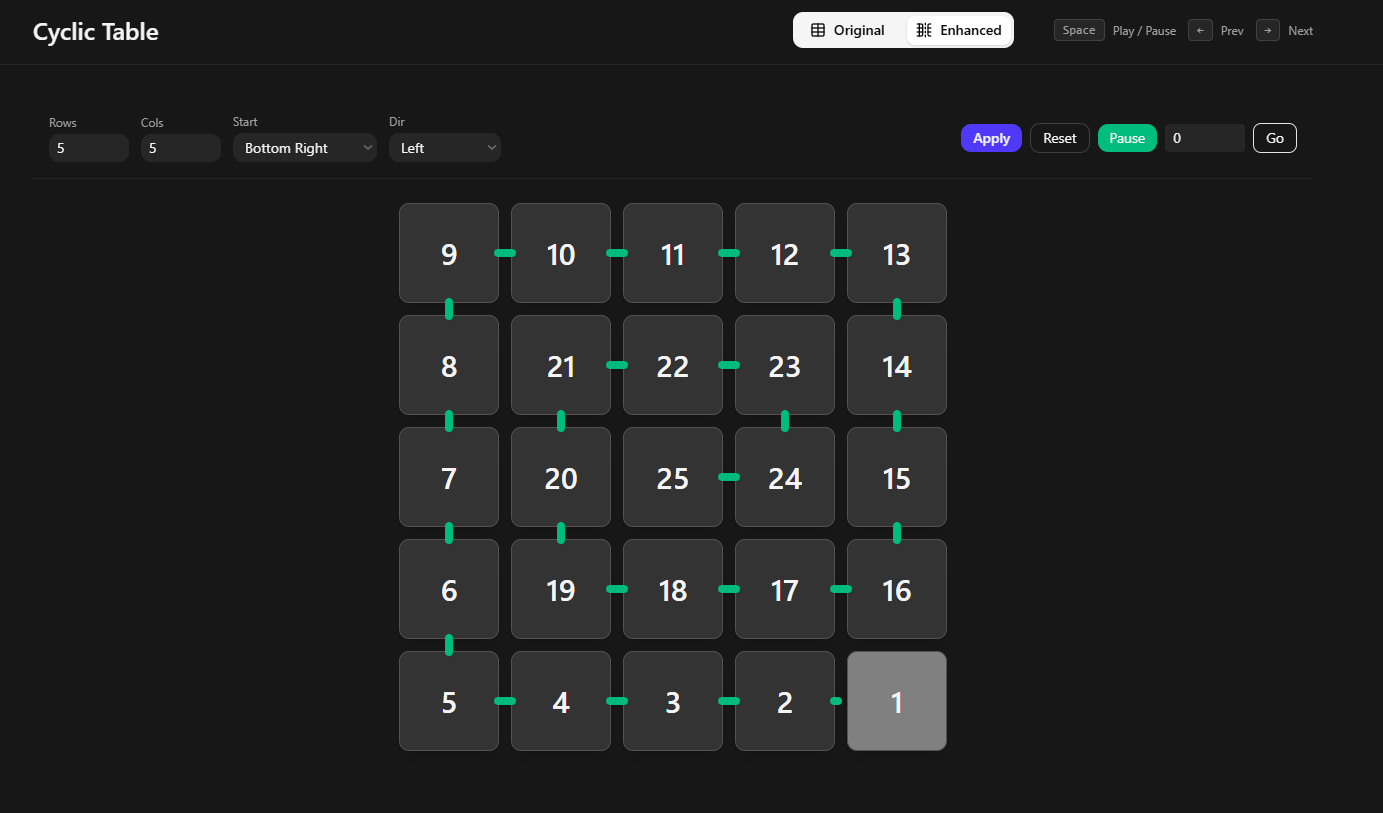 Cyclic Table
Original Enhanced
Space Play / Pause ← Prev → Next
Rows Cols Start Dir
5 5 Bottom Right Left
Apply Reset Pause 0 Go
9 10 11 12 13
8 21 22 23 14
7 20 25 24 15
6 19 18 17 16
5 4 3 2 1